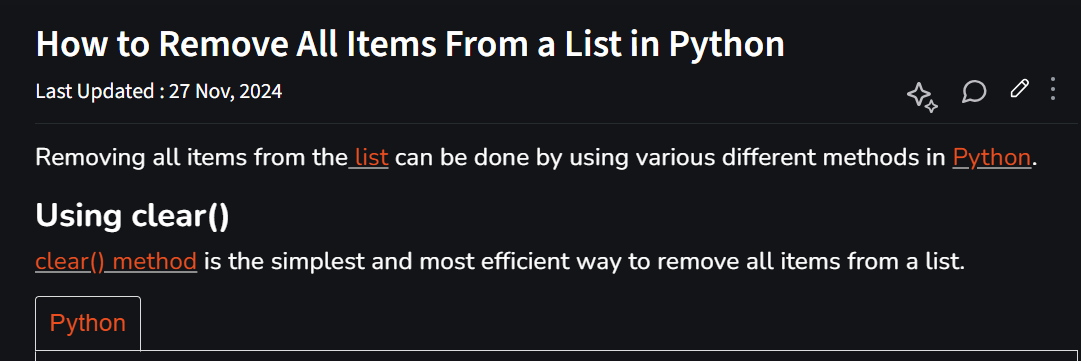 How to Remove All Items From a List in Python
Last Updated : 27 Nov, 2024
Removing all items from the list can be done by using various different methods in Python.
Using clear()
clear() method is the simplest and most efficient way to remove all items from a list.
Python